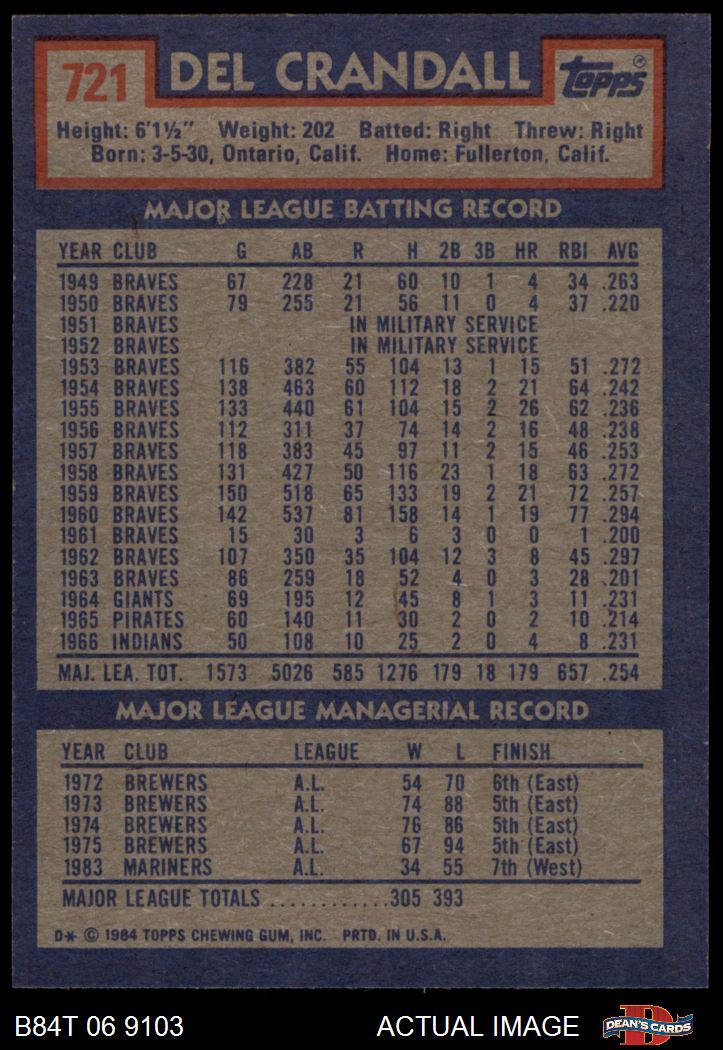 721 DEL CRANDALL Topps
Height: 6'1½" Weight: 202 Batted: Right Threw: Right
Born: 3-5-30, Ontario, Calif. Home: Fullerton, Calif.
MAJOR LEAGUE BATTING RECORD
YEAR CLUB G AB R H 2B 3B HR RBI AVG
1949 BRAVES 67 228 21 60 10 1 4 34 .263
1950 BRAVES 79 255 21 56 11 0 4 37 .220
1951 BRAVES IN MILITARY SERVICE
1952 BRAVES IN MILITARY SERVICE
1953 BRAVES 116 382 55 104 13 1 15 51 .272
1954 BRAVES 138 463 60 112 18 2 21 64 .242
1955 BRAVES 133 440 61 104 15 2 26 62 .236
1956 BRAVES 112 311 37 74 14 2 16 48 .238
1957 BRAVES 118 383 45 97 11 2 15 46 .253
1958 BRAVES 131 427 50 116 23 1 18 63 .272
1959 BRAVES 150 518 65 133 19 2 21 72 .257
1960 BRAVES 142 537 81 158 14 1 19 77 .294
1961 BRAVES 15 30 3 6 3 0 0 1 .200
1962 BRAVES 107 350 35 104 12 3 8 45 .297
1963 BRAVES 86 259 18 52 4 0 3 28 .201
1964 GIANTS 69 195 12 45 8 1 3 11 .231
1965 PIRATES 60 140 11 30 2 0 2 10 .214
1966 INDIANS 50 108 10 25 2 0 4 8 .231
MAJ. LEA. TOT. 1573 5026 585 1276 179 18 179 657 .254
MAJOR LEAGUE MANAGERIAL RECORD
YEAR CLUB LEAGUE W L FINISH
1972 BREWERS A.L. 54 70 6th (East)
1973 BREWERS A.L. 74 88 5th (East)
1974 BREWERS A.L. 76 86 5th (East)
1975 BREWERS A.L. 67 94 5th (East)
1983 MARINERS A.L. 34 55 7th (West)
MAJOR LEAGUE TOTALS ............305 393
D* © 1984 TOPPS CHEWING GUM, INC. PRTD. IN U.S.A.
B84T 06 9103 ACTUAL IMAGE D DEAN'S CARDS